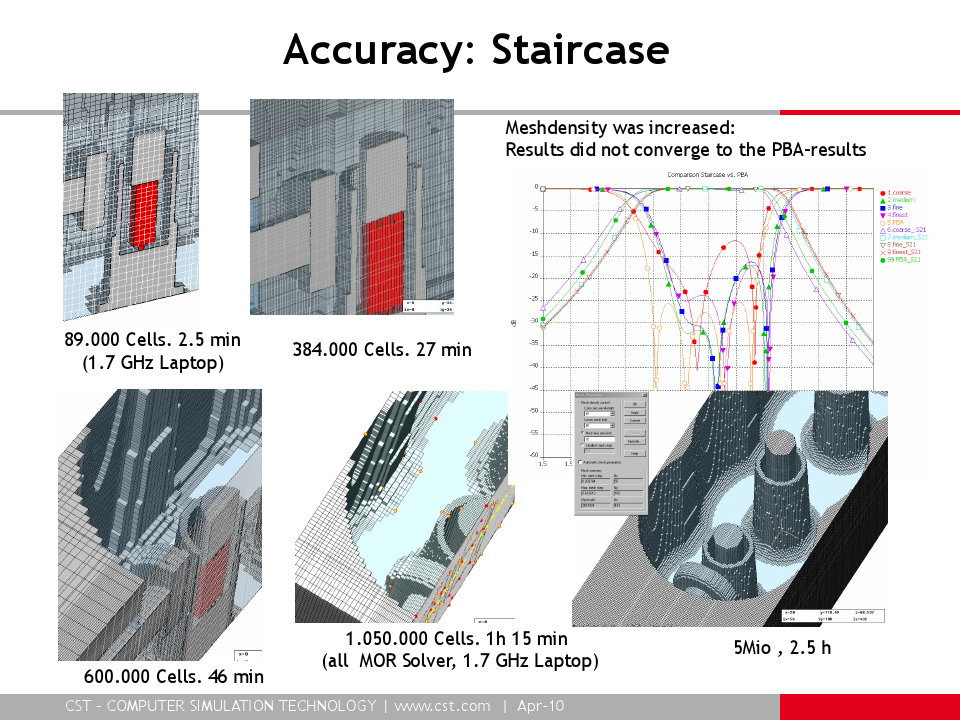 Accuracy: Staircase
Meshdensity was increased:
Results did not converge to the PBA-results
Comparison Staircase vs. PBA
0
-5
-10
-15
-20
-25
-30
-35
-40
-45
-50
-55
-60
dB
1.5
1.coarse
2.medium
3.fine
4.finest
5.PBA
6.coarse_S21
7.medium_S21
8.fine_S21
9.finest_S21
99.PBA_S21
89.000 Cells. 2.5 min
(1.7 GHz Laptop)
384.000 Cells. 27 min
600.000 Cells. 46 min
1.050.000 Cells. 1h 15 min
(all MOR Solver, 1.7 GHz Laptop)
5Mio , 2.5 h
CST – COMPUTER SIMULATION TECHNOLOGY | www.cst.com | Apr-10